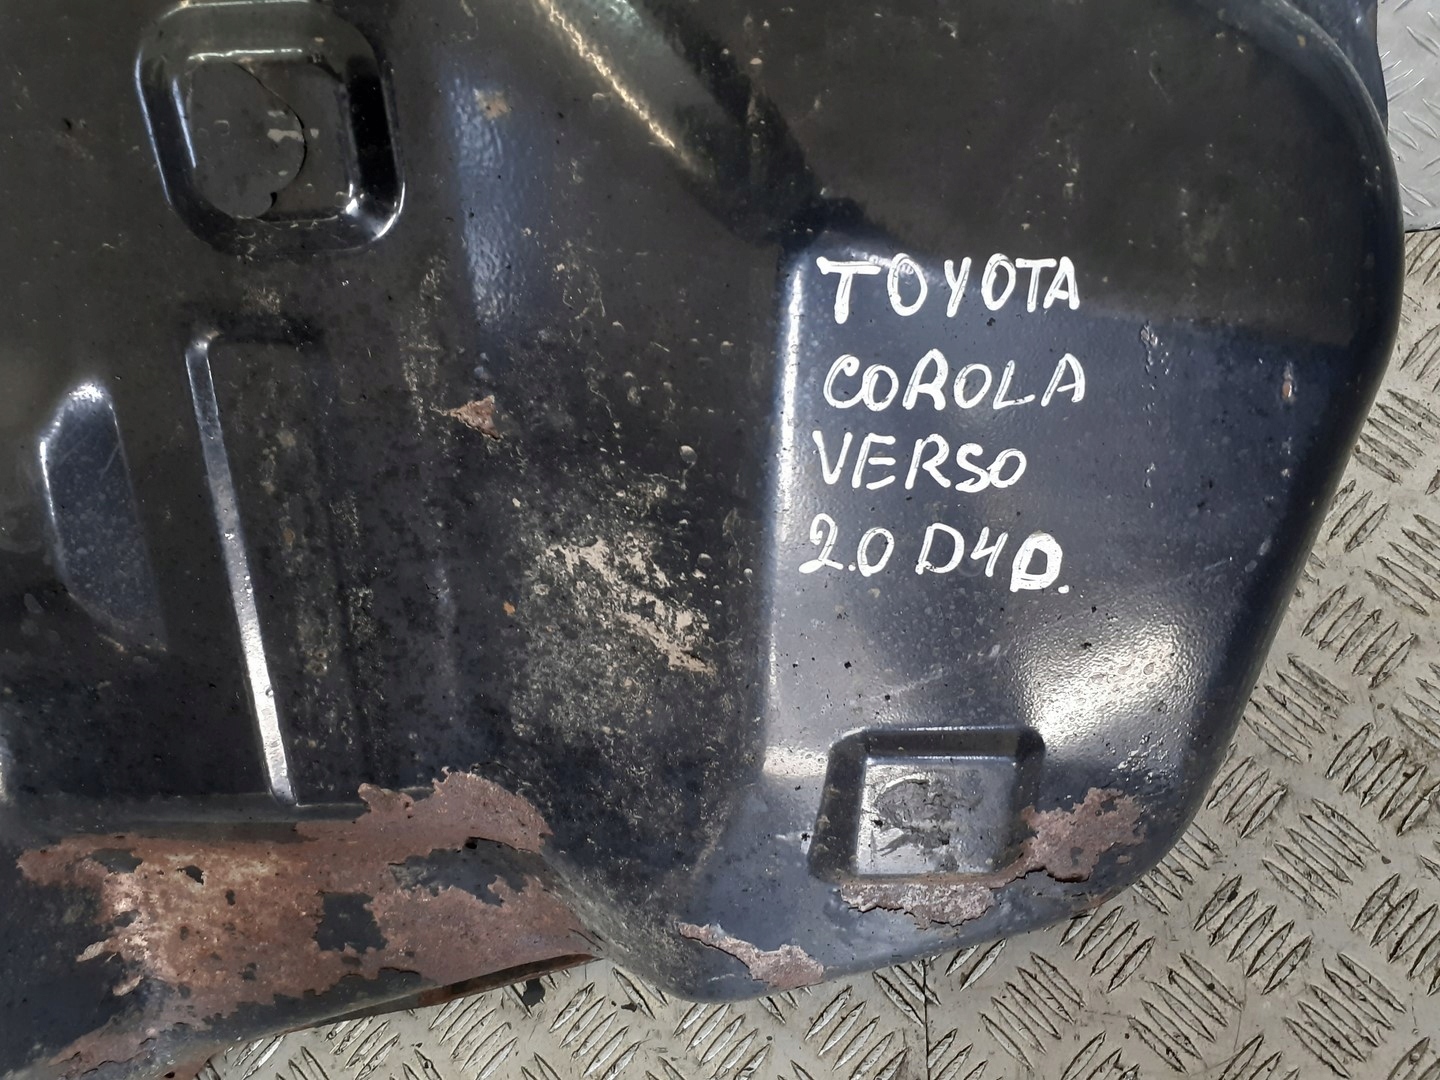 TOYOTA
COROLA
VERSO
2.0 D4D.